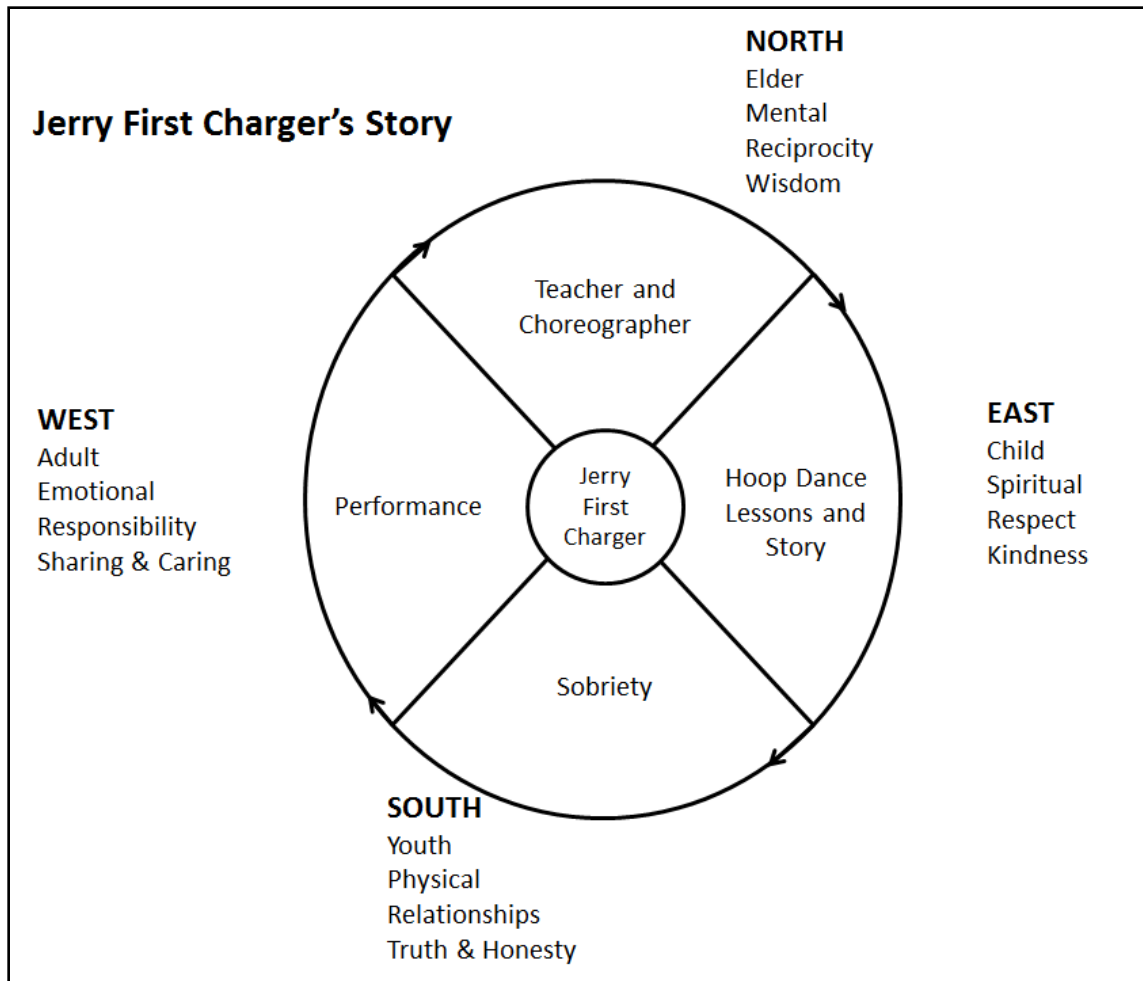 Jerry First Charger’s Story
NORTH
Elder
Mental
Reciprocity
Wisdom
Teacher and
Choreographer
WEST
Adult
Emotional
Responsibility
Sharing & Caring
Performance
Jerry
First
Charger
Hoop Dance
Lessons and
Story
EAST
Child
Spiritual
Respect
Kindness
Sobriety
SOUTH
Youth
Physical
Relationships
Truth & Honesty